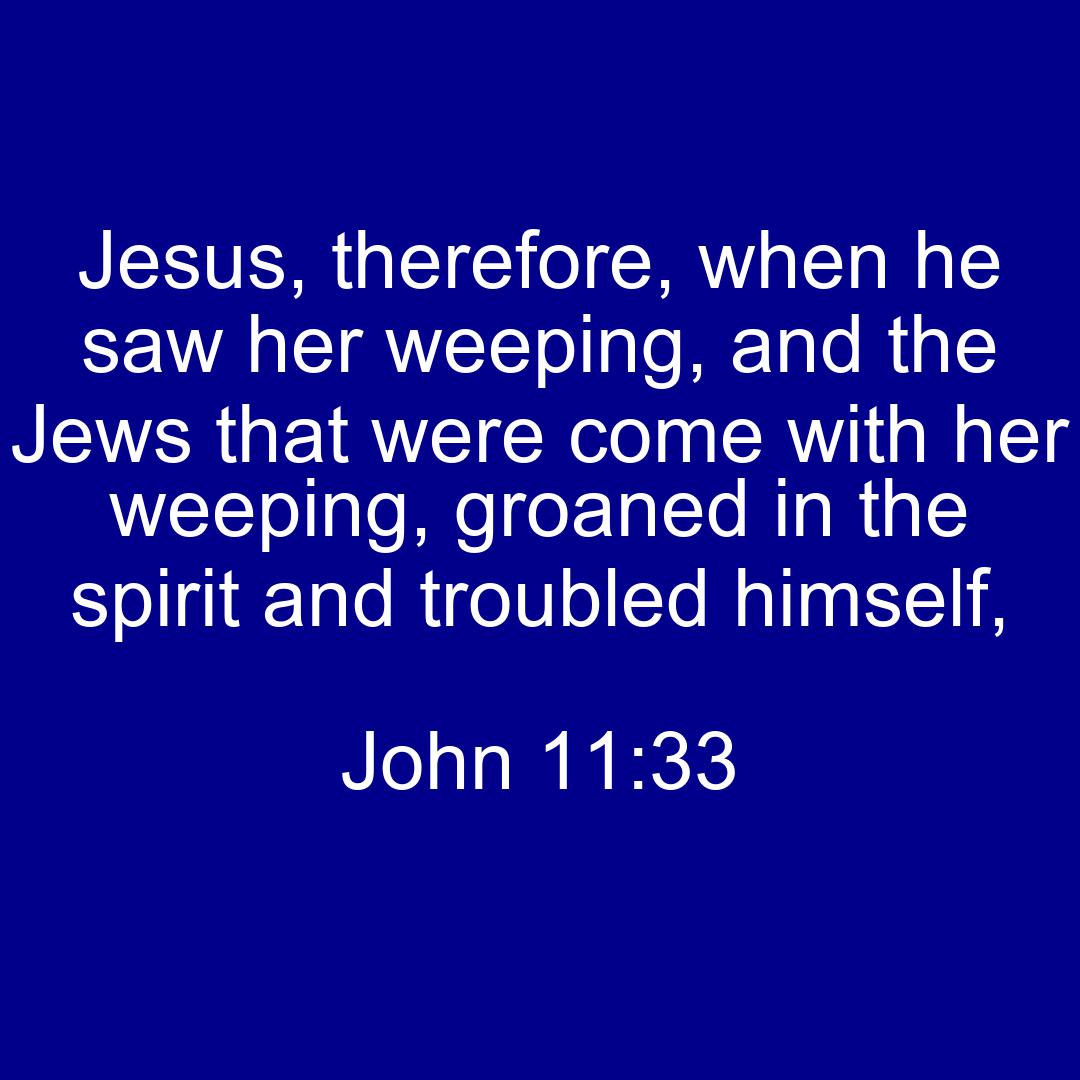 Jesus, therefore, when he
saw her weeping, and the
Jews that were come with her
weeping, groaned in the
spirit and troubled himself,
John 11:33